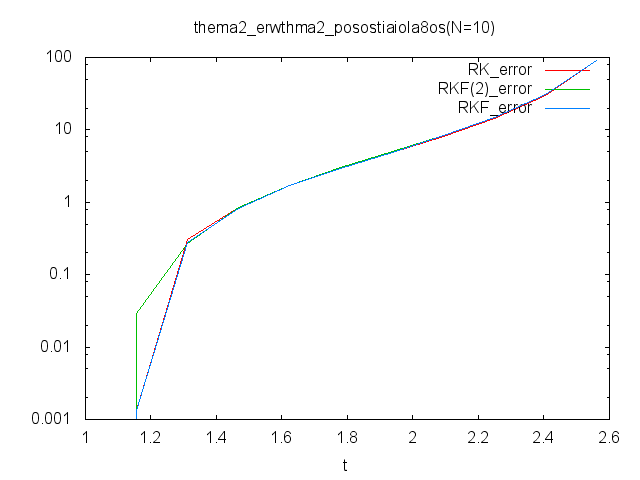 thema2_erwthma2_posostiaiola8os(N=10)
100
10
1
0.1
0.01
0.001
RK_error
RKF(2)_error
RKF_error
1 1.2 1.4 1.6 1.8 2 2.2 2.4 2.6
t